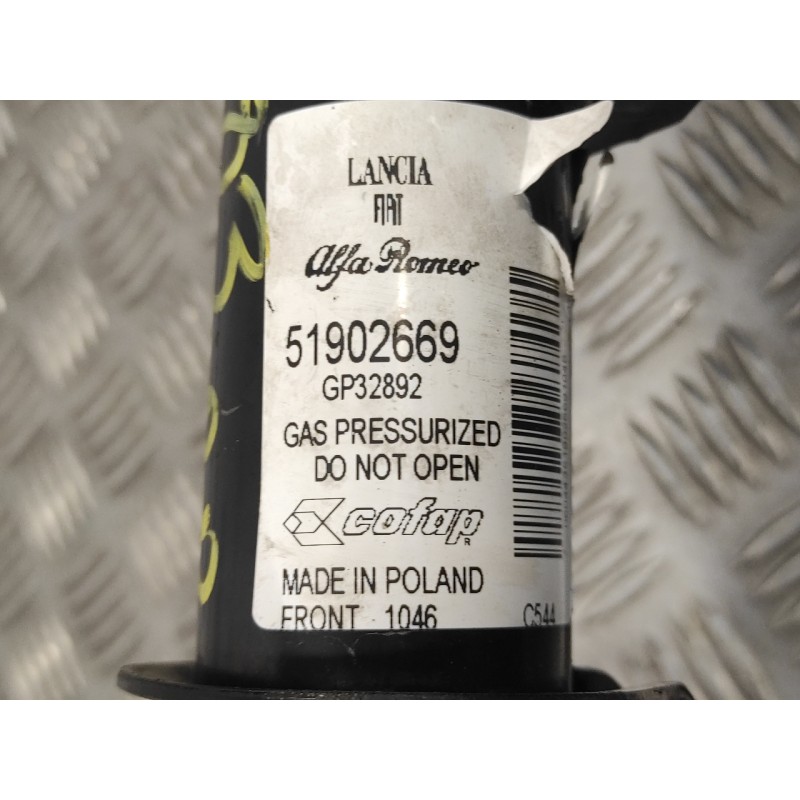 LANCIA
FIAT
Alfa Romeo
51902669
GP32892
GAS PRESSURIZED
DO NOT OPEN
cofap
R
MADE IN POLAND
FRONT 1046 C544